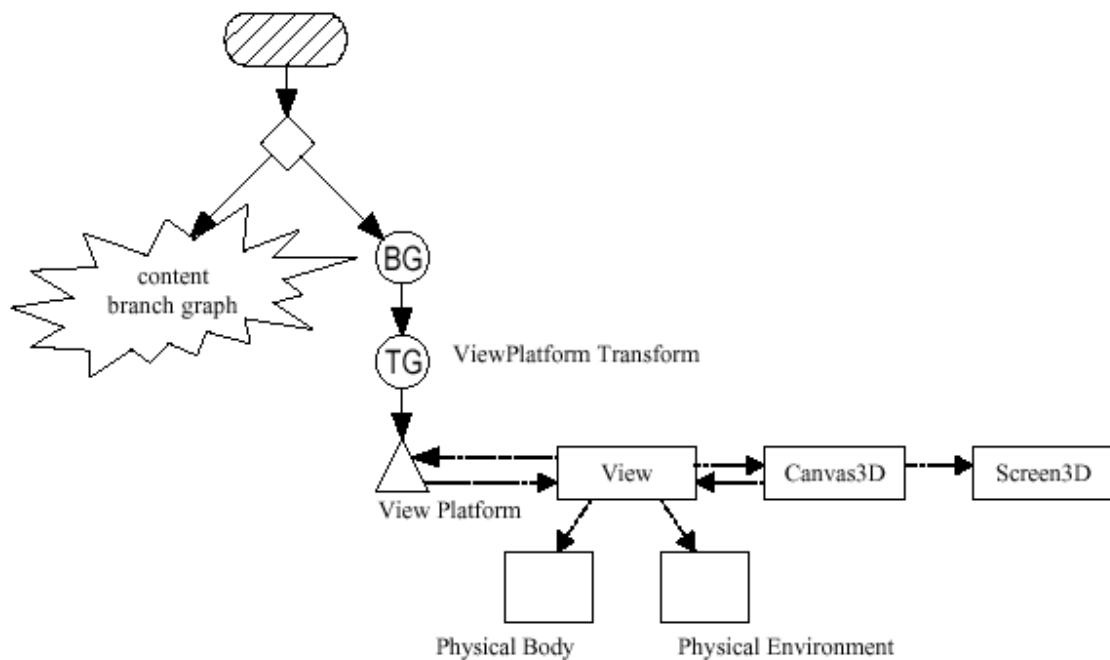 content
branch graph
BG
TG
ViewPlatform Transform
View Platform
View
Canvas3D
Screen3D
Physical Body
Physical Environment